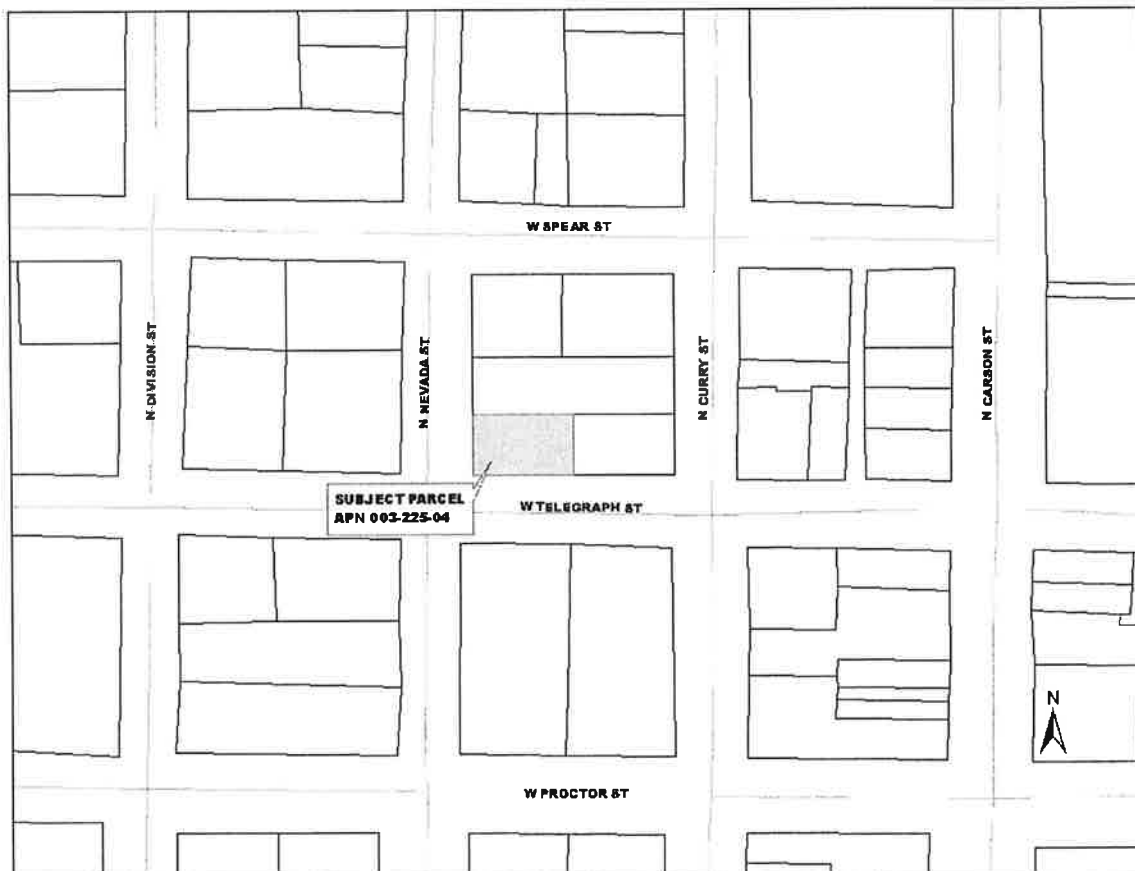 W SPEAR ST
N DIVISION ST
N NEVADA ST
N CURRY ST
N CARSON ST
SUBJECT PARCEL
APN 003-225-04
W TELEGRAPH ST
N
W PROCTOR ST